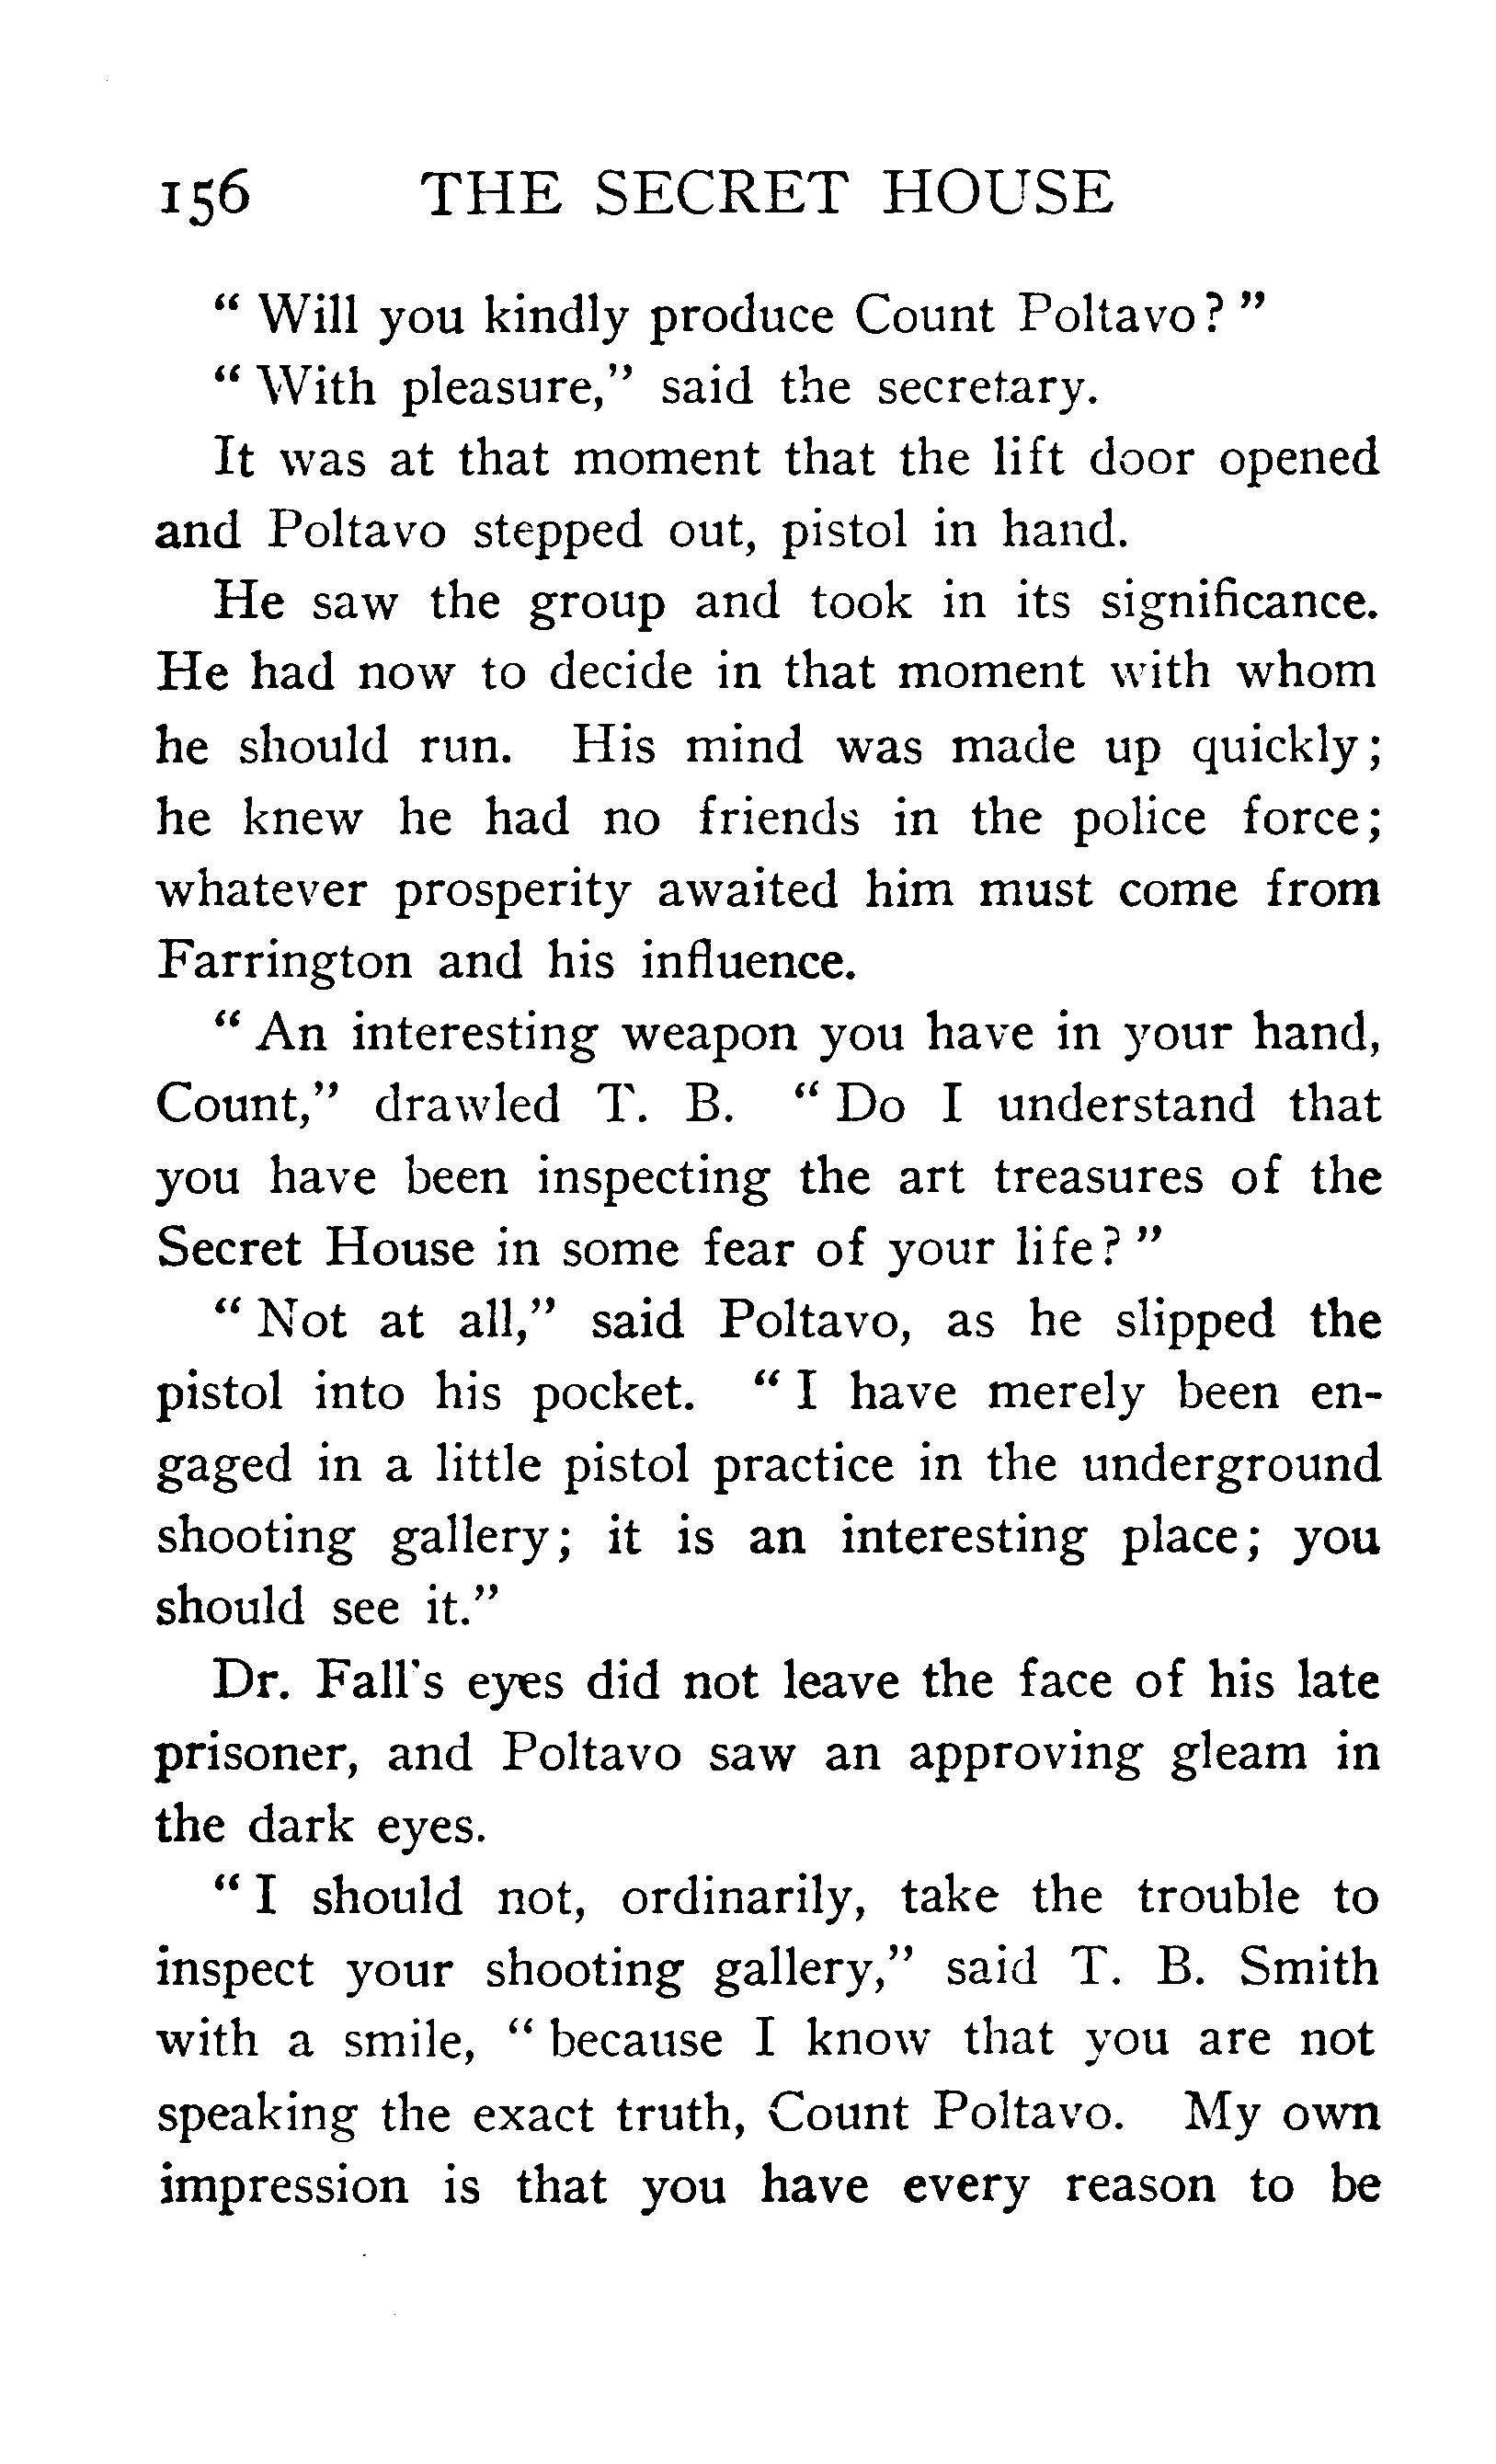 156 THE SECRET HOUSE
“ Will you kindly produce Count Poltavo? ”
“ With pleasure,” said the secretary.
It was at that moment that the lift door opened
and Poltavo stepped out, pistol in hand.
He saw the group and took in its significance.
He had now to decide in that moment with whom
he should run. His mind was made up quickly;
he knew he had no friends in the police force;
whatever prosperity awaited him must come from
Farrington and his influence.
“ An interesting weapon you have in your hand,
Count,” drawled T. B. “ Do I understand that
you have been inspecting the art treasures of the
Secret House in some fear of your life? ”
“ Not at all,” said Poltavo, as he slipped the
pistol into his pocket. “ I have merely been en-
gaged in a little pistol practice in the underground
shooting gallery; it is an interesting place; you
should see it.”
Dr. Fall's eyes did not leave the face of his late
prisoner, and Poltavo saw an approving gleam in
the dark eyes.
“ I should not, ordinarily, take the trouble to
inspect your shooting gallery,” said T. B. Smith
with a smile, “ because I know that you are not
speaking the exact truth, Count Poltavo. My own
impression is that you have every reason to be